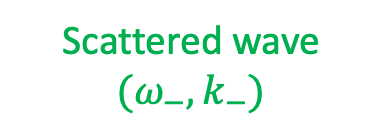 Scattered wave
(ω₋, k₋)